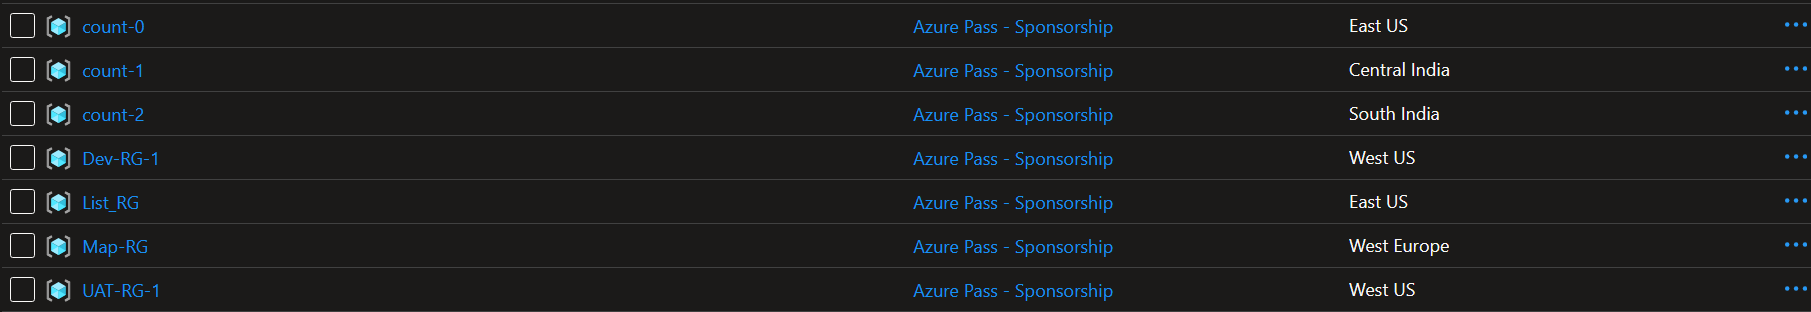 count-0 Azure Pass - Sponsorship East US
count-1 Azure Pass - Sponsorship Central India
count-2 Azure Pass - Sponsorship South India
Dev-RG-1 Azure Pass - Sponsorship West US
List_RG Azure Pass - Sponsorship East US
Map-RG Azure Pass - Sponsorship West Europe
UAT-RG-1 Azure Pass - Sponsorship West US